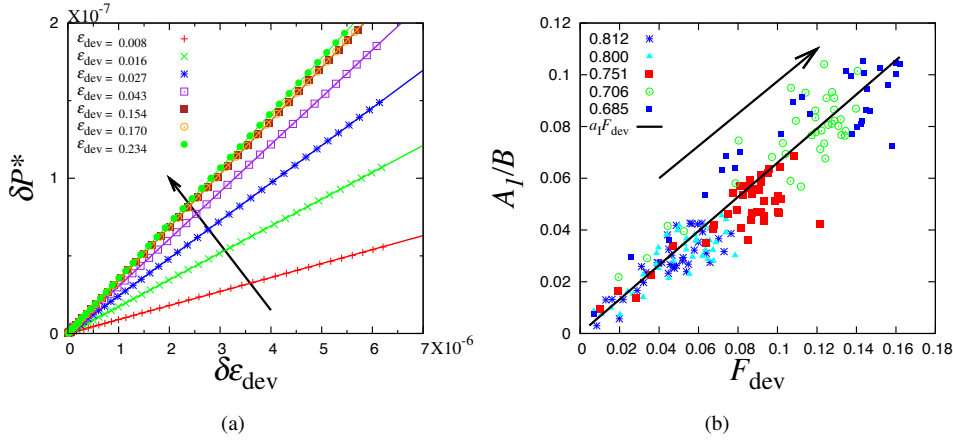 X10⁻⁷
2
1
0
δP*
ε_dev = 0.008
ε_dev = 0.016
ε_dev = 0.027
ε_dev = 0.043
ε_dev = 0.154
ε_dev = 0.170
ε_dev = 0.234
0 1 2 3 4 5 6 7X10⁻⁶
δε_dev
(a)
0.12
0.1
0.08
0.06
0.04
0.02
0
A_I/B
0.812
0.800
0.751
0.706
0.685
a_I F_dev
0 0.02 0.04 0.06 0.08 0.10 0.12 0.14 0.16 0.18
F_dev
(b)